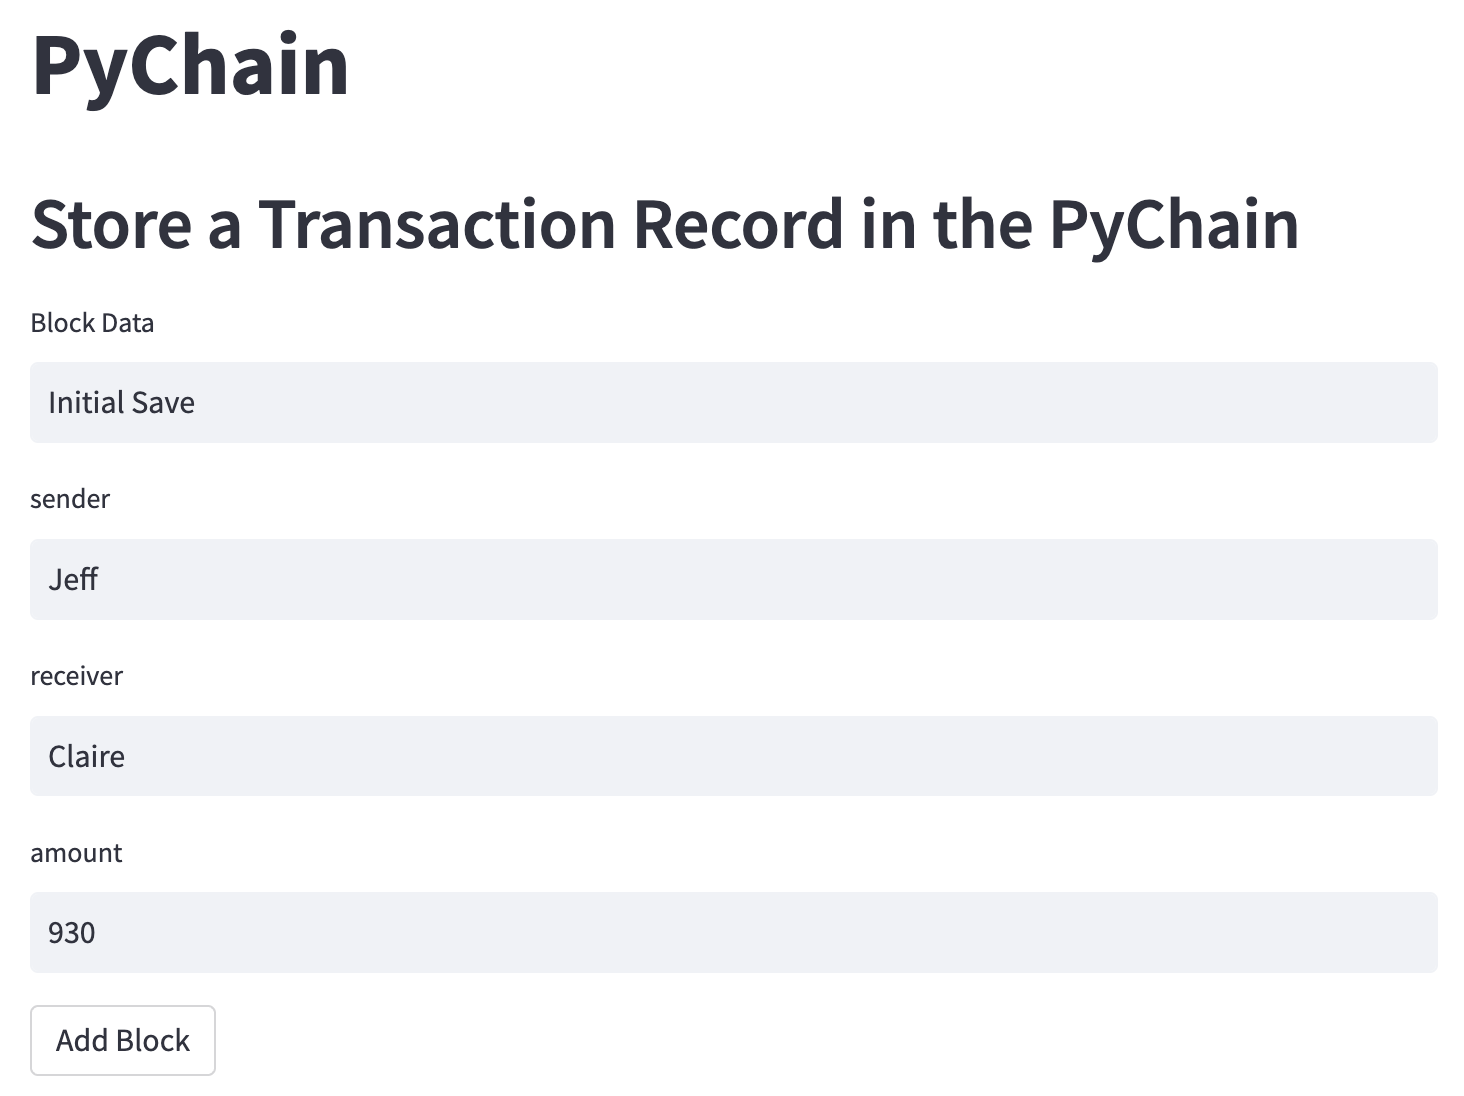 PyChain
Store a Transaction Record in the PyChain
Block Data
Initial Save
sender
Jeff
receiver
Claire
amount
930
Add Block